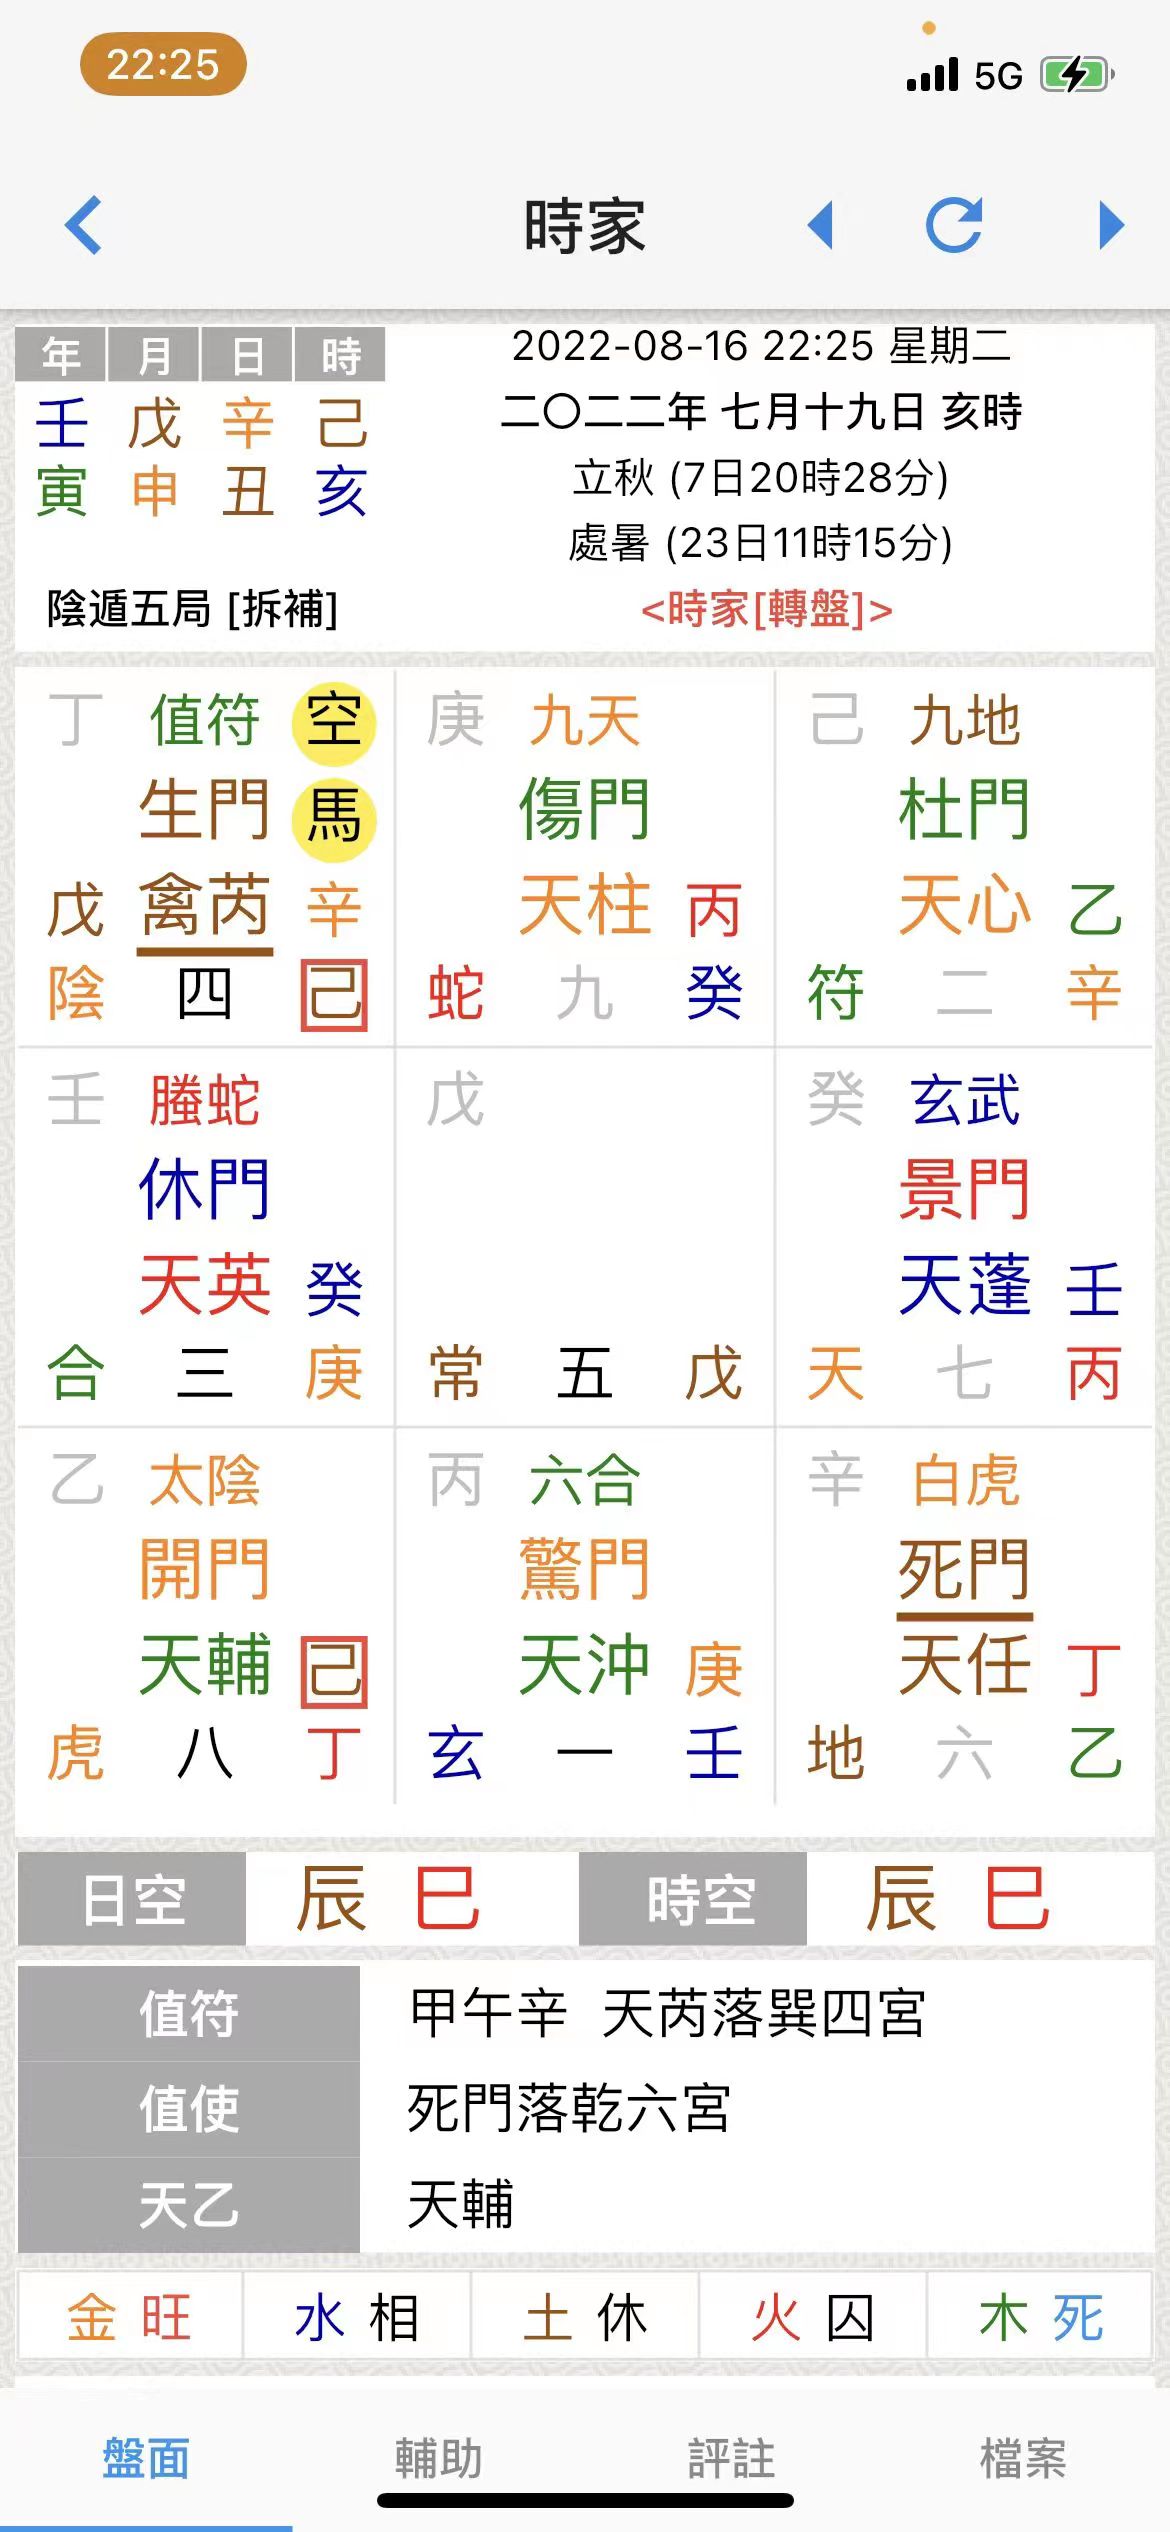 22:25 5G
時家
年 月 日 時
壬 戊 辛 己
寅 申 丑 亥
陰遁五局 [拆補]
2022-08-16 22:25 星期二
二〇二二年 七月十九日 亥時
立秋 (7日20時28分)
處暑 (23日11時15分)
<時家[轉盤]>
丁 值符 空
生門 馬
戊 禽芮 辛
陰 四 己
庚 九天
傷門
天柱 丙
蛇 九 癸
己 九地
杜門
天心 乙
符 二 辛
壬 螣蛇
休門
天英 癸
合 三 庚
戊
常 五 戊
癸 玄武
景門
天蓬 壬
天 七 丙
乙 太陰
開門
天輔 己
虎 八 丁
丙 六合
驚門
天沖 庚
玄 一 壬
辛 白虎
死門
天任 丁
地 六 乙
日空 辰 巳 時空 辰 巳
值符 甲午辛 天芮落巽四宮
值使 死門落乾六宮
天乙 天輔
金 旺 水 相 土 休 火 囚 木 死
盤面 輔助 評註 檔案